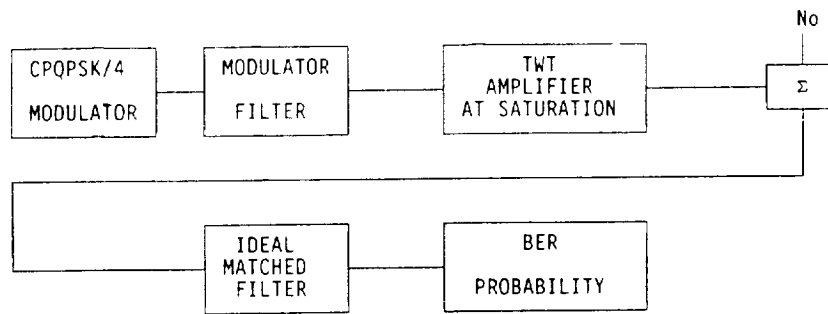 No
CPQPSK/4
MODULATOR
MODULATOR
FILTER
TWT
AMPLIFIER
AT SATURATION
Σ
IDEAL
MATCHED
FILTER
BER
PROBABILITY